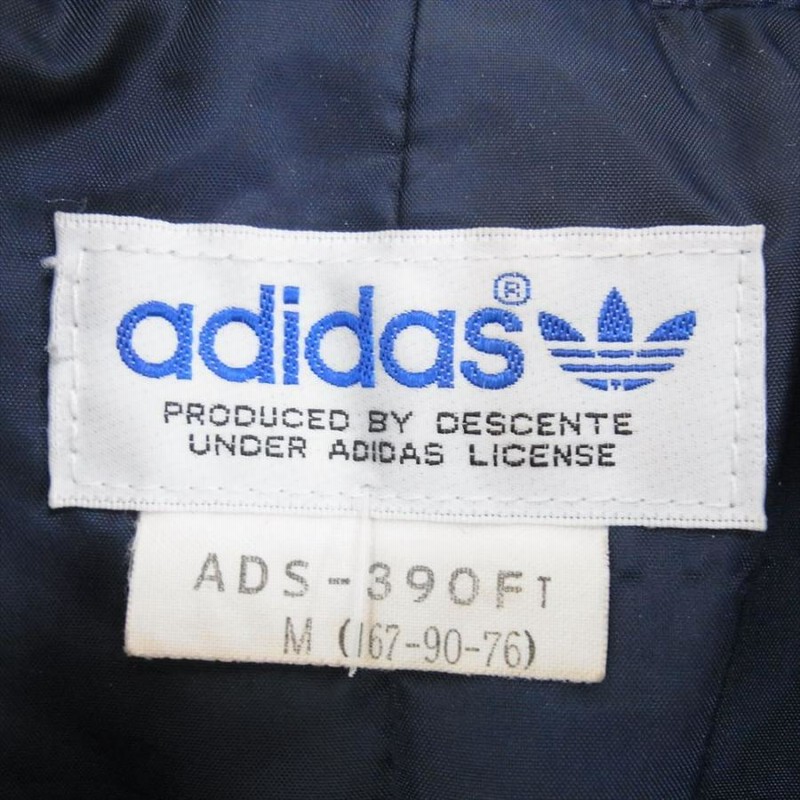 adidas®
PRODUCED BY DESCENTE
UNDER ADIDAS LICENSE
ADS-390FT
M (167-90-76)